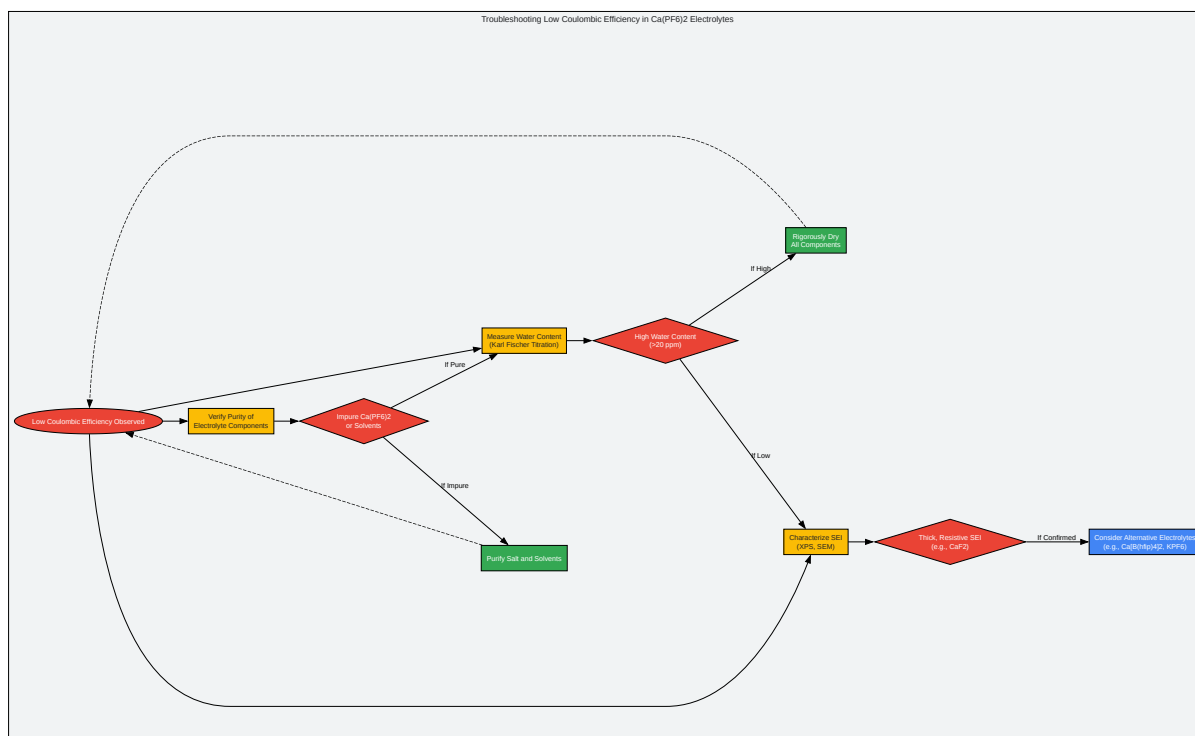 Troubleshooting Low Coulombic Efficiency in Ca(PF6)2 Electrolytes
Rigorously Dry
All Components
If High
Measure Water Content
(Karl Fischer Titration)
High Water Content
(>20 ppm)
If Pure
Low Coulombic Efficiency Observed
Verify Purity of
Electrolyte Components
Impure Ca(PF6)2
or Solvents
If Low
If Impure
Purify Salt and Solvents
Characterize SEI
(XPS, SEM)
Thick, Resistive SEI
(e.g., CaF2)
If Confirmed
Consider Alternative Electrolytes
(e.g., Ca[B(hfip)4]2, KPF6)